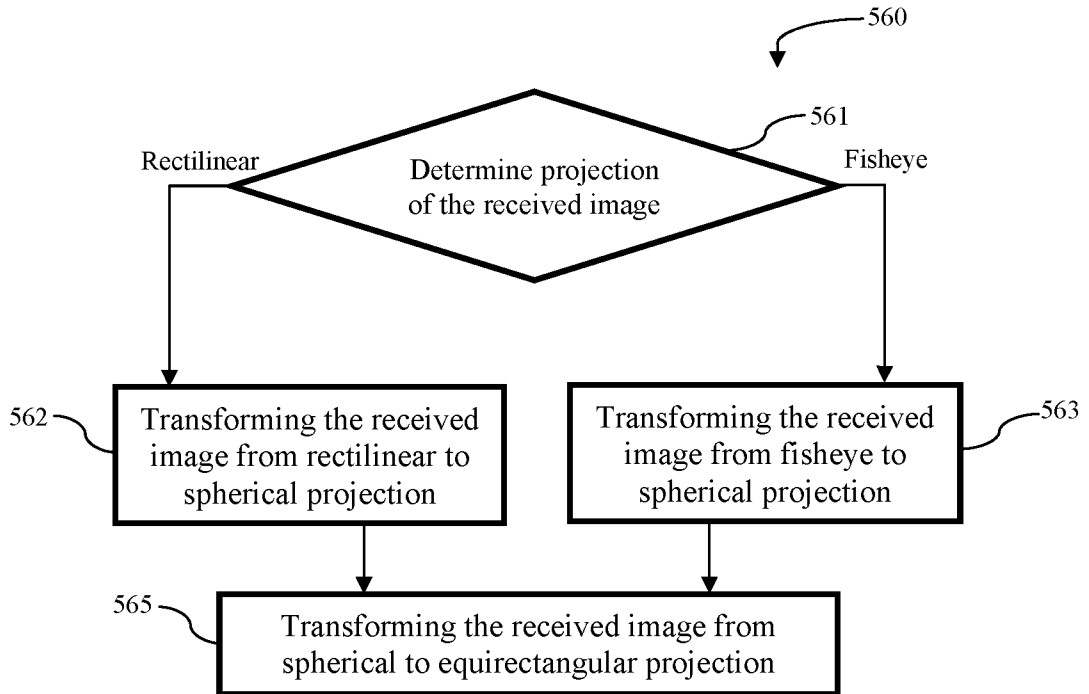 560
561
Rectilinear
Fisheye
Determine projection
of the received image
562
Transforming the received
image from rectilinear to
spherical projection
563
Transforming the received
image from fisheye to
spherical projection
565
Transforming the received image from
spherical to equirectangular projection